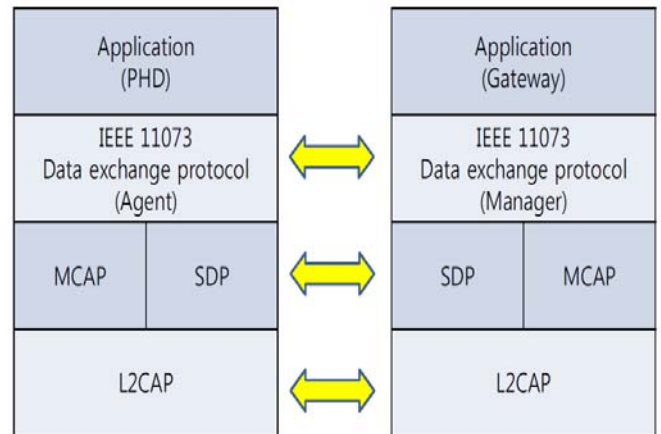 Application
(PHD)
IEEE 11073
Data exchange protocol
(Agent)
MCAP
SDP
L2CAP
Application
(Gateway)
IEEE 11073
Data exchange protocol
(Manager)
SDP
MCAP
L2CAP